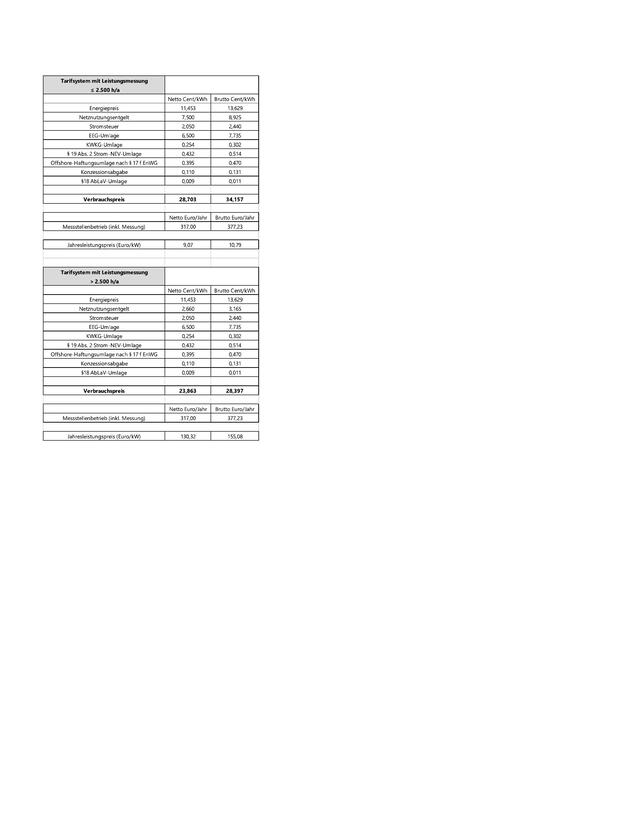 Tarifsystem mit Leistungsmessung
≤ 2.500 h/a
Netto Cent/kWh Brutto Cent/kWh
Energiepreis 11,453 13,629
Netznutzungsentgelt 7,500 8,925
Stromsteuer 2,050 2,440
EEG-Umlage 6,500 7,735
KWKG-Umlage 0,254 0,302
§ 19 Abs. 2 Strom-NEV-Umlage 0,432 0,514
Offshore-Haftungsumlage nach § 17 f EnWG 0,395 0,470
Konzessionsabgabe 0,110 0,131
§18 AbLaV-Umlage 0,009 0,011
Verbrauchspreis 28,703 34,157
Netto Euro/Jahr Brutto Euro/Jahr
Messstellenbetrieb (inkl. Messung) 317,00 377,23
Jahresleistungspreis (Euro/kW) 9,07 10,79
Tarifsystem mit Leistungsmessung
> 2.500 h/a
Netto Cent/kWh Brutto Cent/kWh
Energiepreis 11,453 13,629
Netznutzungsentgelt 2,660 3,165
Stromsteuer 2,050 2,440
EEG-Umlage 6,500 7,735
KWKG-Umlage 0,254 0,302
§ 19 Abs. 2 Strom-NEV-Umlage 0,432 0,514
Offshore-Haftungsumlage nach § 17 f EnWG 0,395 0,470
Konzessionsabgabe 0,110 0,131
§18 AbLaV-Umlage 0,009 0,011
Verbrauchspreis 23,863 28,397
Netto Euro/Jahr Brutto Euro/Jahr
Messstellenbetrieb (inkl. Messung) 317,00 377,23
Jahresleistungspreis (Euro/kW) 130,32 155,08